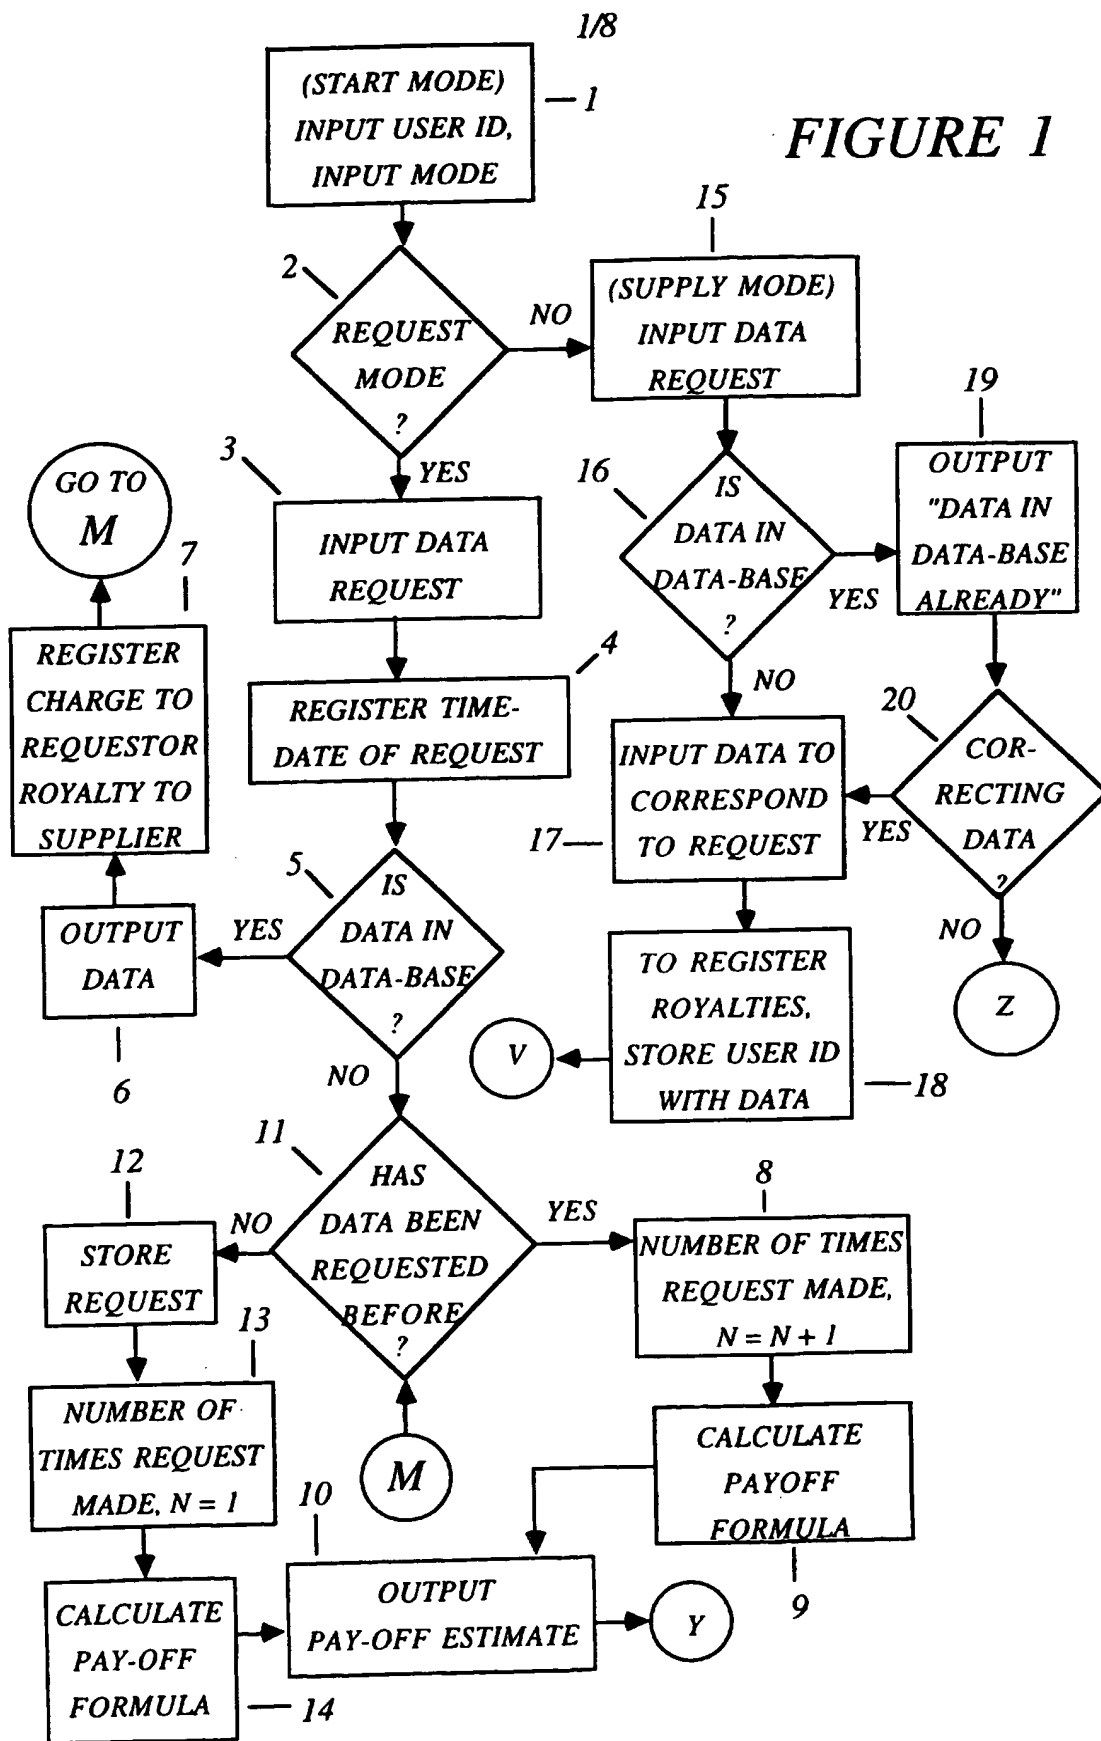 1/8
FIGURE 1
(START MODE)
INPUT USER ID,
INPUT MODE
1
2
REQUEST
MODE
?
NO
YES
15
(SUPPLY MODE)
INPUT DATA
REQUEST
3
INPUT DATA
REQUEST
GO TO
M
7
REGISTER
CHARGE TO
REQUESTOR
ROYALTY TO
SUPPLIER
4
REGISTER TIME-
DATE OF REQUEST
16
IS
DATA IN
DATA-BASE
?
YES
NO
19
OUTPUT
"DATA IN
DATA-BASE
ALREADY"
20
COR-
RECTING
DATA
?
YES
NO
Z
INPUT DATA TO
CORRESPOND
TO REQUEST
17
TO REGISTER
ROYALTIES,
STORE USER ID
WITH DATA
18
V
5
IS
DATA IN
DATA-BASE
?
YES
NO
OUTPUT
DATA
6
11
HAS
DATA BEEN
REQUESTED
BEFORE
?
NO
YES
12
STORE
REQUEST
13
NUMBER OF
TIMES REQUEST
MADE, N = 1
8
NUMBER OF TIMES
REQUEST MADE,
N = N + 1
M
CALCULATE
PAYOFF
FORMULA
9
10
OUTPUT
PAY-OFF ESTIMATE
Y
CALCULATE
PAY-OFF
FORMULA
14